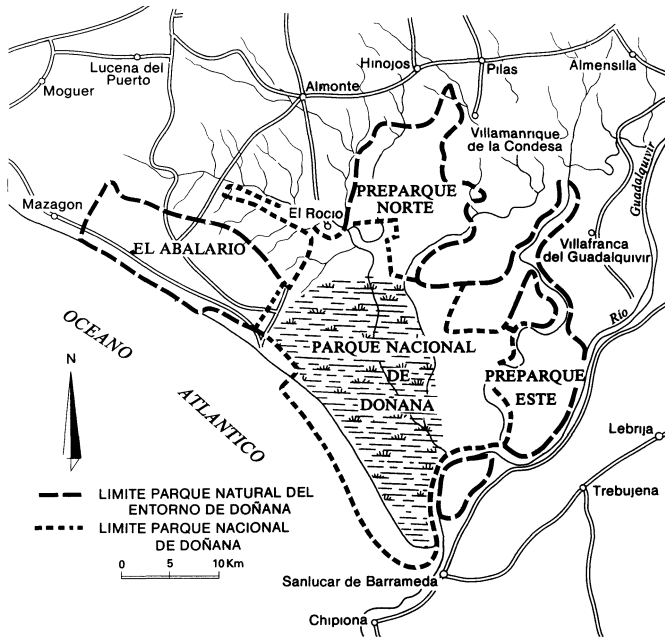 Lucena del
Puerto
Moguer
Almonte
Hinojos
Pilas
Almensilla
Villamanrique
de la Condesa
Guadalquivir
Río
PREPARQUE
NORTE
El Rocio
Mazagon
EL ABALARIO
Villafranca
del Guadalquivir
OCEANO
ATLANTICO
PARQUE NACIONAL
DE
DOÑANA
PREPARQUE
ESTE
N
Lebrija
Trebujena
LIMITE PARQUE NATURAL DEL
ENTORNO DE DOÑANA
LIMITE PARQUE NACIONAL
DE DOÑANA
0 5 10 Km
Sanlucar de Barrameda
Chipiona